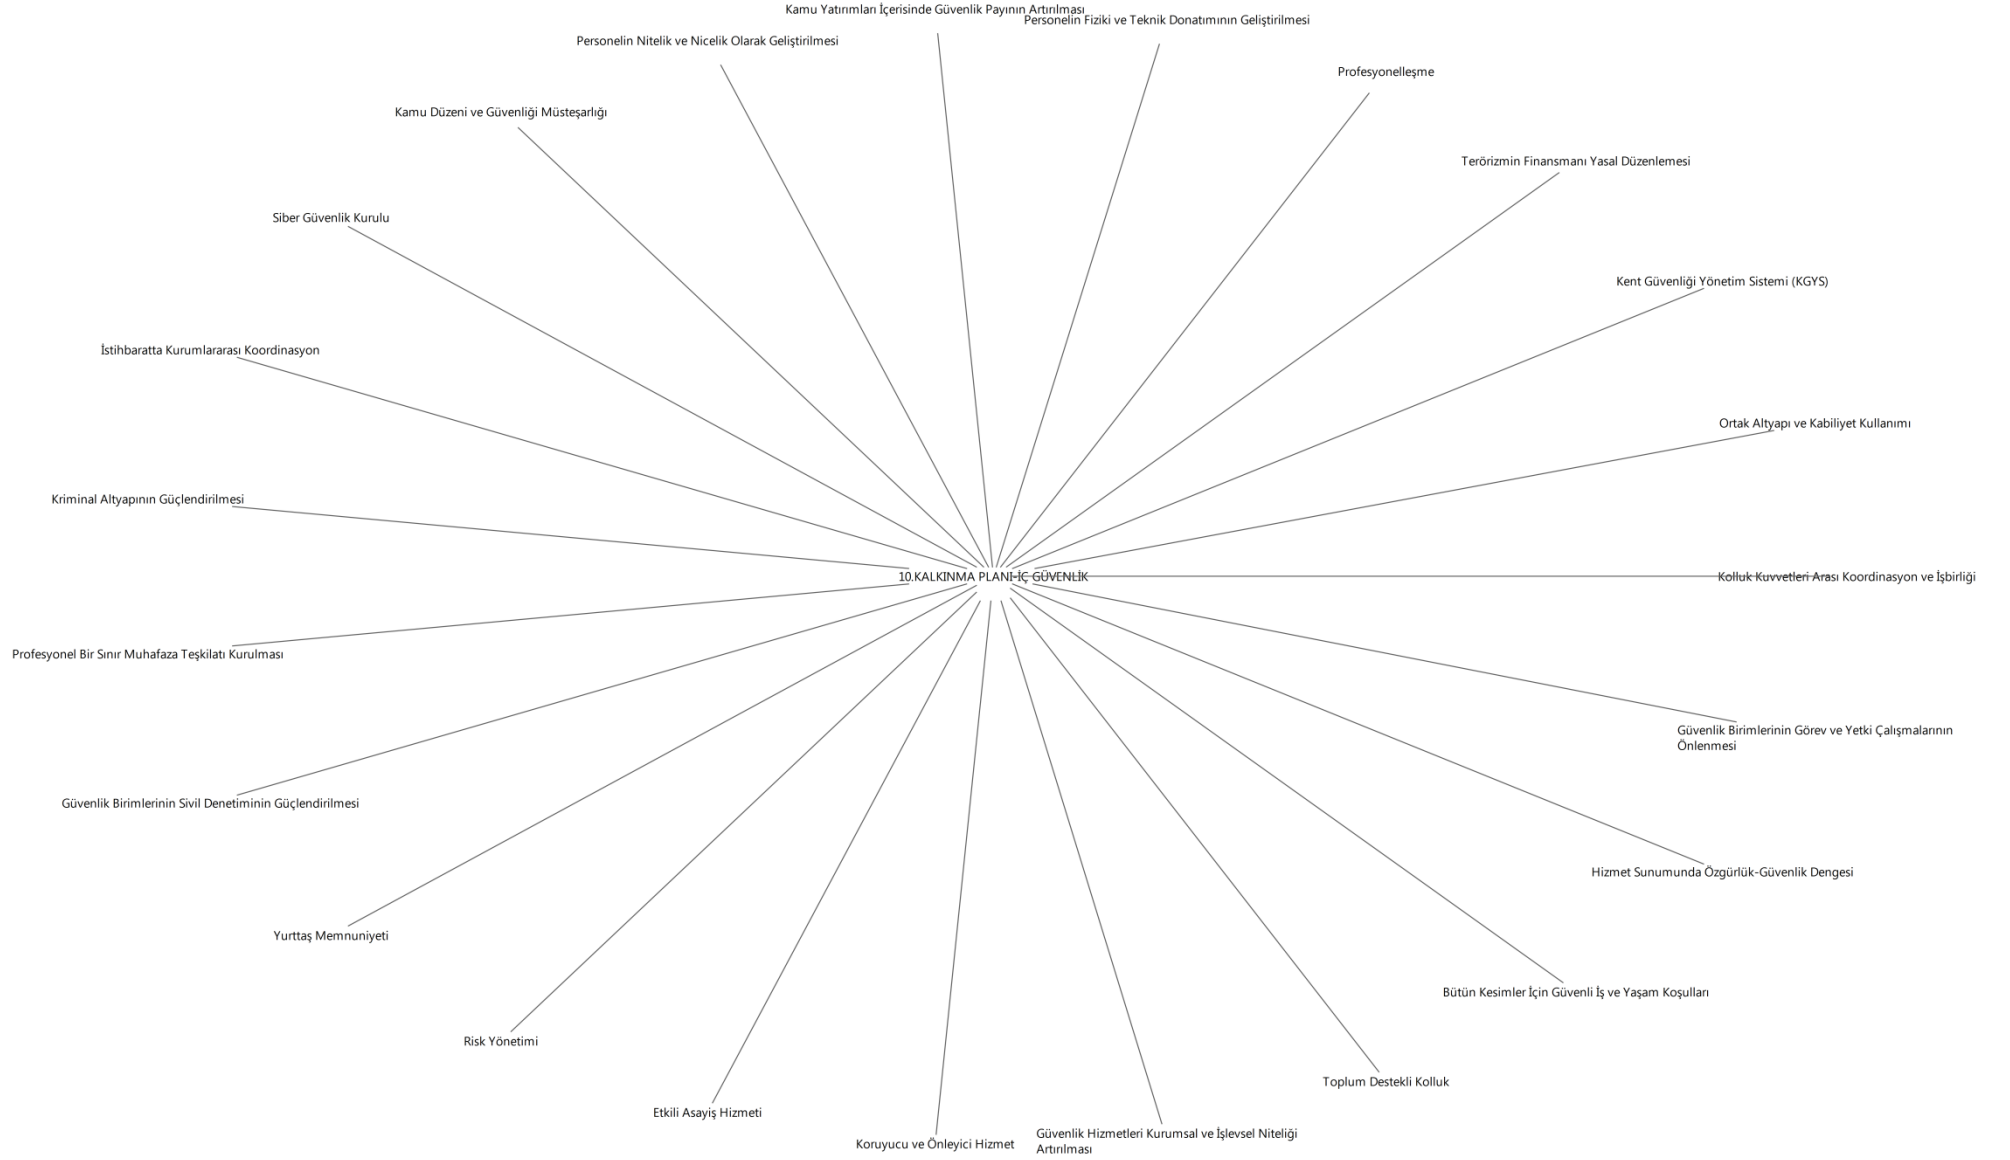 Kamu Yatırımları İçerisinde Güvenlik Payının Artırılması
Personelin Fiziki ve Teknik Donatımının Geliştirilmesi
Personelin Nitelik ve Nicelik Olarak Geliştirilmesi
Profesyonelleşme
Kamu Düzeni ve Güvenliği Müsteşarlığı
Terörizmin Finansmanı Yasal Düzenlemesi
Siber Güvenlik Kurulu
Kent Güvenliği Yönetim Sistemi (KGYS)
İstihbaratta Kurumlararası Koordinasyon
Ortak Altyapı ve Kabiliyet Kullanımı
Kriminal Altyapının Güçlendirilmesi
10.KALKINMA PLANI-İÇ GÜVENLİK
Kolluk Kuvvetleri Arası Koordinasyon ve İşbirliği
Profesyonel Bir Sınır Muhafaza Teşkilatı Kurulması
Güvenlik Birimlerinin Görev ve Yetki Çalışmalarının
Önlenmesi
Güvenlik Birimlerinin Sivil Denetiminin Güçlendirilmesi
Hizmet Sunumunda Özgürlük-Güvenlik Dengesi
Yurttaş Memnuniyeti
Bütün Kesimler İçin Güvenli İş ve Yaşam Koşulları
Risk Yönetimi
Toplum Destekli Kolluk
Etkili Asayiş Hizmeti
Koruyucu ve Önleyici Hizmet
Güvenlik Hizmetleri Kurumsal ve İşlevsel Niteliği
Artırılması